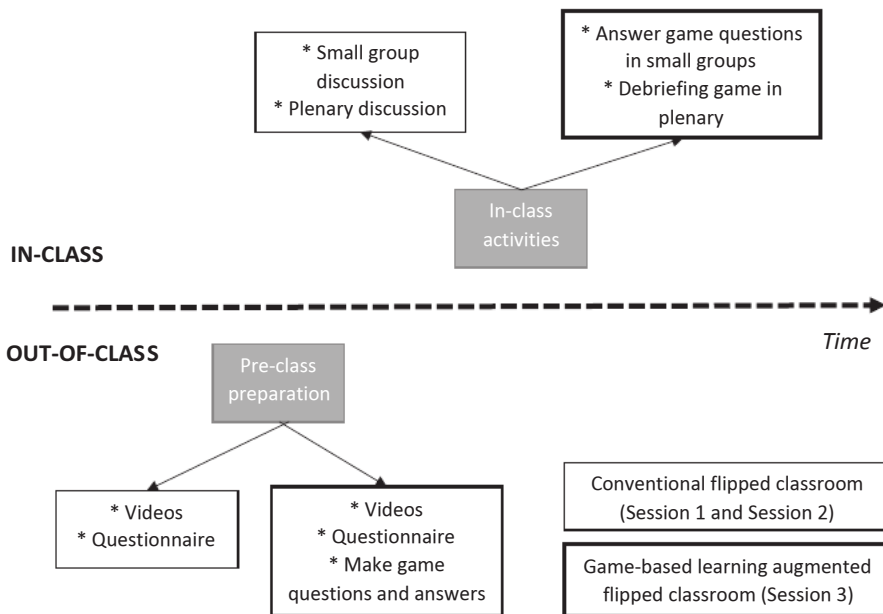 * Small group
discussion
* Plenary discussion
* Answer game questions
in small groups
* Debriefing game in
plenary
In-class
activities
IN-CLASS
Time
OUT-OF-CLASS
Pre-class
preparation
* Videos
* Questionnaire
* Videos
* Questionnaire
* Make game
questions and answers
Conventional flipped classroom
(Session 1 and Session 2)
Game-based learning augmented
flipped classroom (Session 3)